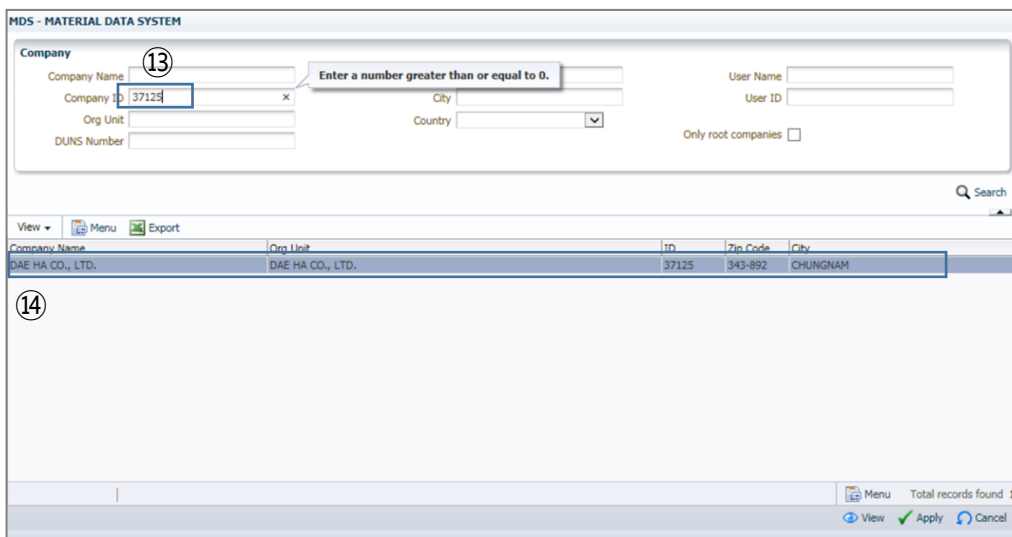 MDS - MATERIAL DATA SYSTEM
Company
⑬
Company Name
Enter a number greater than or equal to 0.
User Name
Company ID 37125 ×
City
User ID
Org Unit
Country
Only root companies
DUNS Number
Search
View Menu Export
Company Name Org Unit ID Zip Code City
DAE HA CO., LTD. DAE HA CO., LTD. 37125 343-892 CHUNGNAM
⑭
Menu Total records found 1
View Apply Cancel